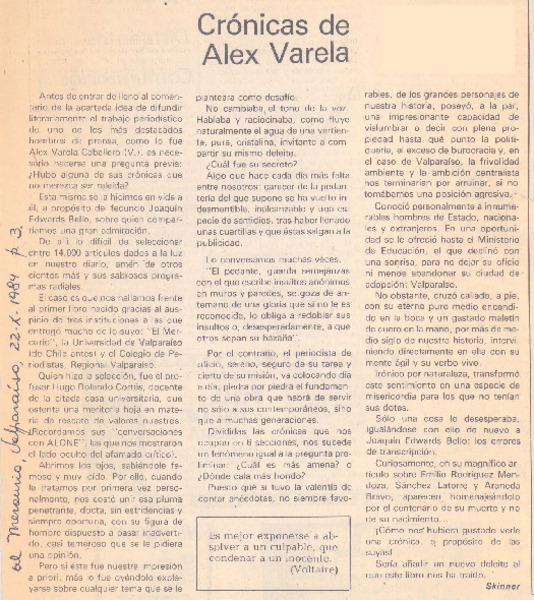 Crónicas de
Alex Varela
Antes de entrar de lleno al comen-
tario de la acertada idea de difundir
literariamente el trabajo periodístico
de uno de los más destacados
hombres de prensa, como lo fue
Alex Varela Caballero (V.), es nece-
sario hacerse una pregunta previa:
¿Hubo alguna de sus crónicas que
no merezca ser releída?
Esta misma se la hicimos en vida a
él, a propósito de fecundo Joaquín
Edwards Bello, sobre quien compar-
tíamos una gran admiración.
De allí lo difícil de seleccionar
entre 14.000 artículos dados a la luz
en nuestro diario, amén de otros
cientos más y sus sabrosos progra-
mas radiales.
El caso es que nos hallamos frente
al primer libro nacido gracias al aus-
picio de tres instituciones a las que
entregó mucho de lo suyo: "El Mer-
curio", la Universidad de Valparaíso
(de Chile antes) y el Colegio de Pe-
riodistas, Regional Valparaíso.
Quien hizo la selección, fue el pro-
fesor Hugo Rolando Cortés, docente
de la citada casa universitaria, que
ostenta una meritoria hoja en mate-
ria de rescate de valores nuestros.
(Recordamos sus "conversaciones
con ALONE", las que nos mostraron
el lado oculto del afamado crítico).
Abrimos los ojos, sabiéndole fa-
moso y muy vido. Por ello, cuando
le tratamos por primera vez perso-
nalmente, nos costó unir esa pluma
penetrante, docta, sin estridencias y
siempre oportuna, con su figura de
hombre dispuesto a pasar inadverti-
do, casi temeroso que se le pidiera
una opinión.
Pero si este fue nuestra impresión
a priori, más lo fue oyéndolo explaya-
yarse sobre cualquier tema que se le
planteara como desafío.
No cambiaba el tono de la voz.
Hablaba y raciocinaba, como fluye
naturalmente el agua de una vertien-
te, pura, cristalina, invitante a com-
partir su mismo deleite.
¿Cuál fue su secreto?
Algo que hace cada día más falta
entre nosotros: carecer de la pedan-
tería del que supone se ha vuelto in-
desmentible, inalcanzable y una es-
pecie de semidios, tras haber llenado
unas cuartillas y que éstas salgan a la
publicidad.
Lo conversamos muchas veces.
"El pedante, guarda semejanzas
con el que escribe insultos anónimos
en muros y paredes, se goza de an-
temano de una gloria que si no le es
reconocida, lo obliga a redoblar sus
insultos o, desesperadamente, a que
otros sepan su hazaña".
Por el contrario, el periodista de
oficio, sereno, seguro de su tarea y
cierto de su misión, va colocando día
a día, piedra por piedra el fundamento
de una obra que habrá de servir
no sólo a sus contemporáneos, sino
que a muchas generaciones.
Divididas las crónicas que nos
ocupan en ti secciones, nos sucede
un fenómeno igual a la pregunta pre-
liminar: ¿Cuál es más amena? o
¿Dónde cala más hondo?
Puesto que si tuvo la valentía de
contar anécdotas, no siempre favo-
Es mejor exponerse a ab-
solver a un culpable, que
condenar a un inocente.
(Voltaire)
rables, de los grandes personajes de
nuestra historia, poseyó, a la par,
una impresionante capacidad de
vislumbrar o decir con plena pro-
piedad hasta qué punto la politi-
quería, el exceso de burocracia y, en
el caso de Valparaíso, la frivolidad
ambiente y la ambición centralista
nos terminarían por arruinar, si no
tomábamos una posición agresiva.
Conoció personalmente a innume-
rables hombres de Estado, naciona-
les y extranjeros. En una oportunidad
se le ofreció hasta el Ministerio
de Educación, el que declinó con
una sonrisa, para no dejar su oficio
ni menos abandonar su ciudad de
adopción: Valparaíso.
No obstante, cruzó callado, a pie,
con su eterno puro medio encendi-
do en la boca y un gastado maletín
de cuero en la mano, por más de me-
dio siglo de nuestra historia, intervi-
niendo directamente en ella con su
mente ágil y su verbo vivo.
Irónico por naturaleza, transformó
este sentimiento en una especie de
misericordia para los que no tenían
sus dotes.
Sólo una cosa lo desesperaba,
igualándose con ello de nuevo a
Joaquín Edwards Bello: los errores
de transcripción.
Curiosamente, en su magnífico ar-
tículo sobre Emilio Rodríguez Men-
doza, Sánchez Latorre y Araneda
Bravo, aparecen homenajeándolo
por el centenario de su muerte y no
de su nacimiento...
¡Cómo nos hubiera gustado verle
una crónica, a propósito de las
suyas!
Sería añadir un nuevo deleite al
que este libro nos ha traído.
Skinner
el Mercurio, Valparaíso, 22-X-1984 p. 3.